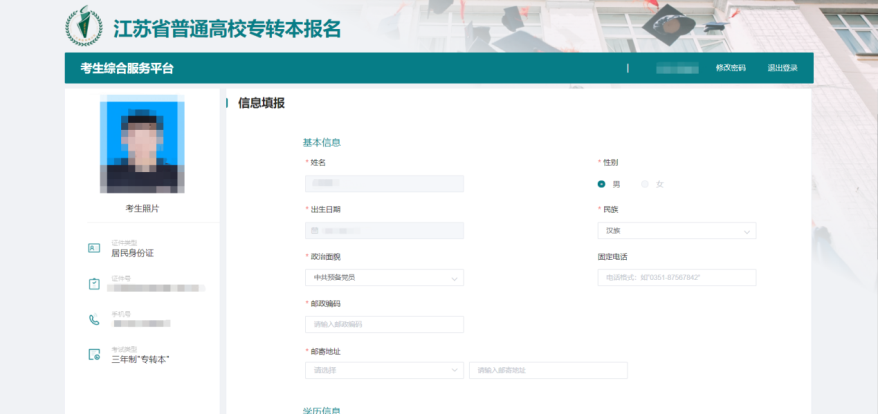 江苏省普通高校专转本报名
考生综合服务平台
修改密码 退出登录
信息填报
考生照片
证件类型
居民身份证
证件号
手机号
考试类型
三年制"专转本"
基本信息
* 姓名 * 性别
男 女
* 出生日期 * 民族
汉族
* 政治面貌 固定电话
中共预备党员 电话格式：如"0351-87567842"
* 邮政编码
请输入邮政编码
* 邮寄地址
请选择 请输入邮寄地址
学历信息